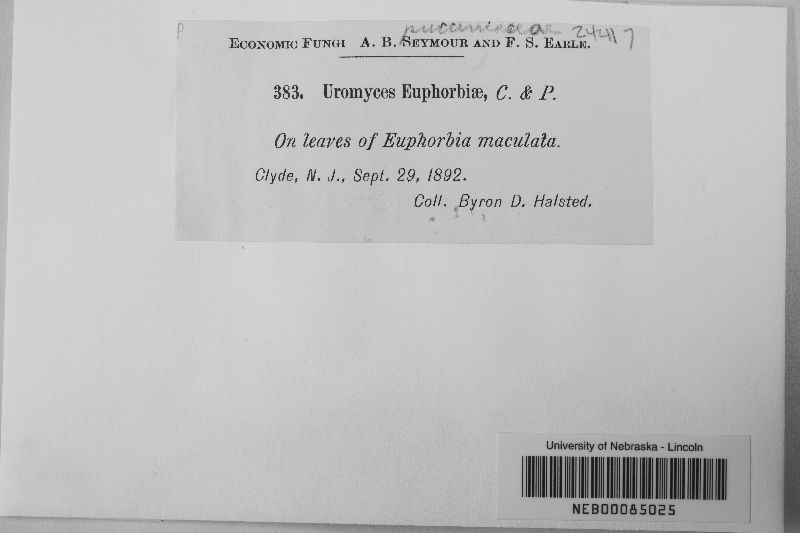 P
pucciniaceae 24417
ECONOMIC FUNGI A. B. SEYMOUR AND F. S. EARLE.
383. Uromyces Euphorbiæ, C. & P.
On leaves of Euphorbia maculata.
Clyde, N. J., Sept. 29, 1892.
Coll. Byron D. Halsted.
University of Nebraska - Lincoln
NEB00085025